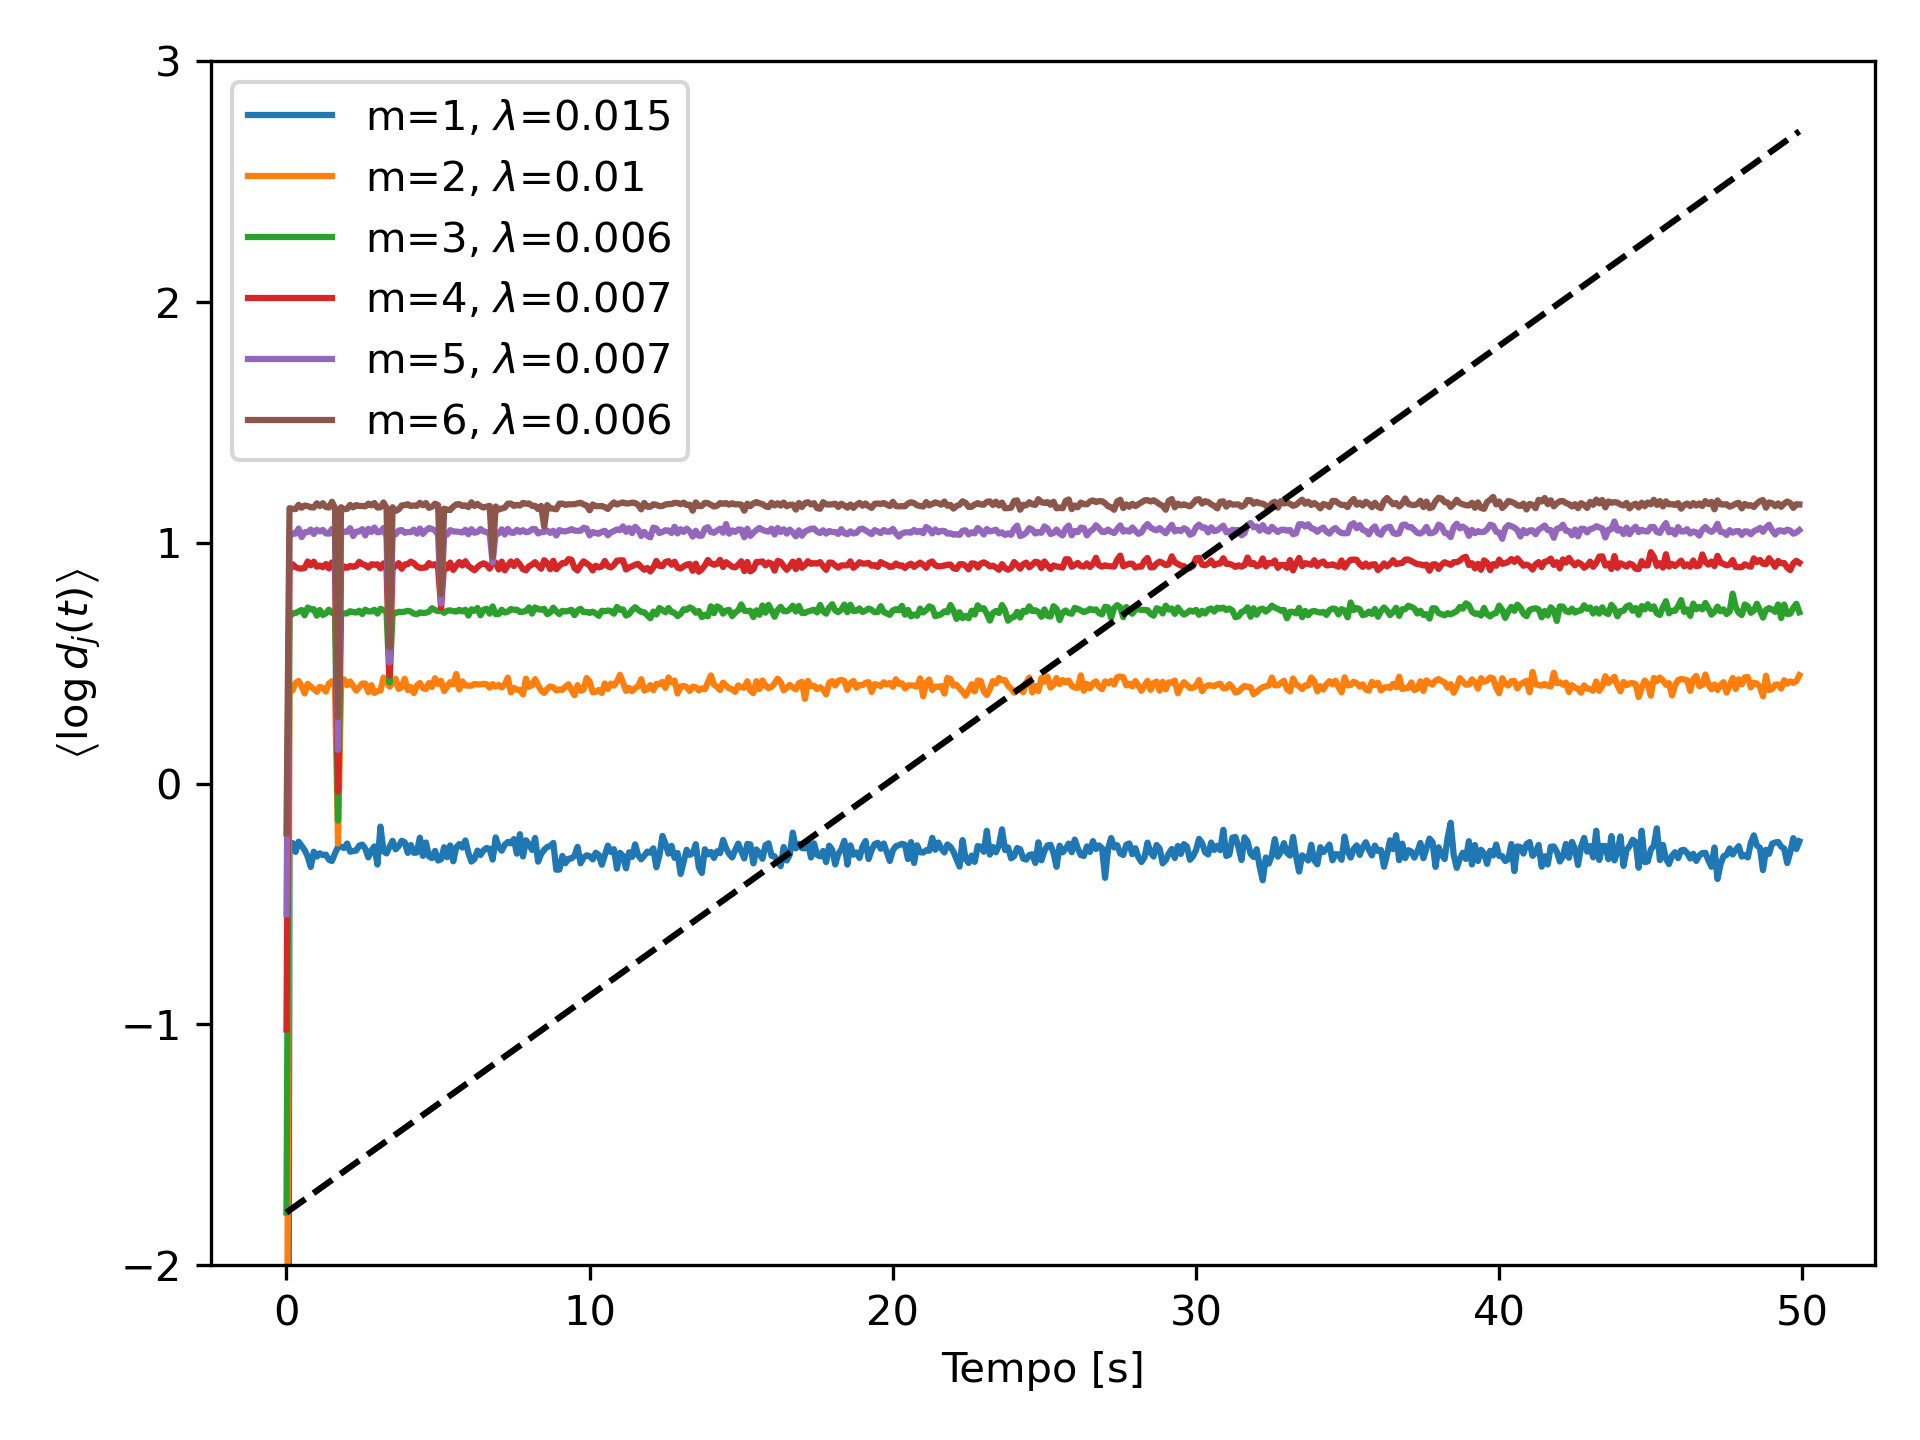 m=1, λ=0.015
m=2, λ=0.01
m=3, λ=0.006
m=4, λ=0.007
m=5, λ=0.007
m=6, λ=0.006
3
2
1
0
−1
−2
⟨log d_j(t)⟩
0 10 20 30 40 50
Tempo [s]